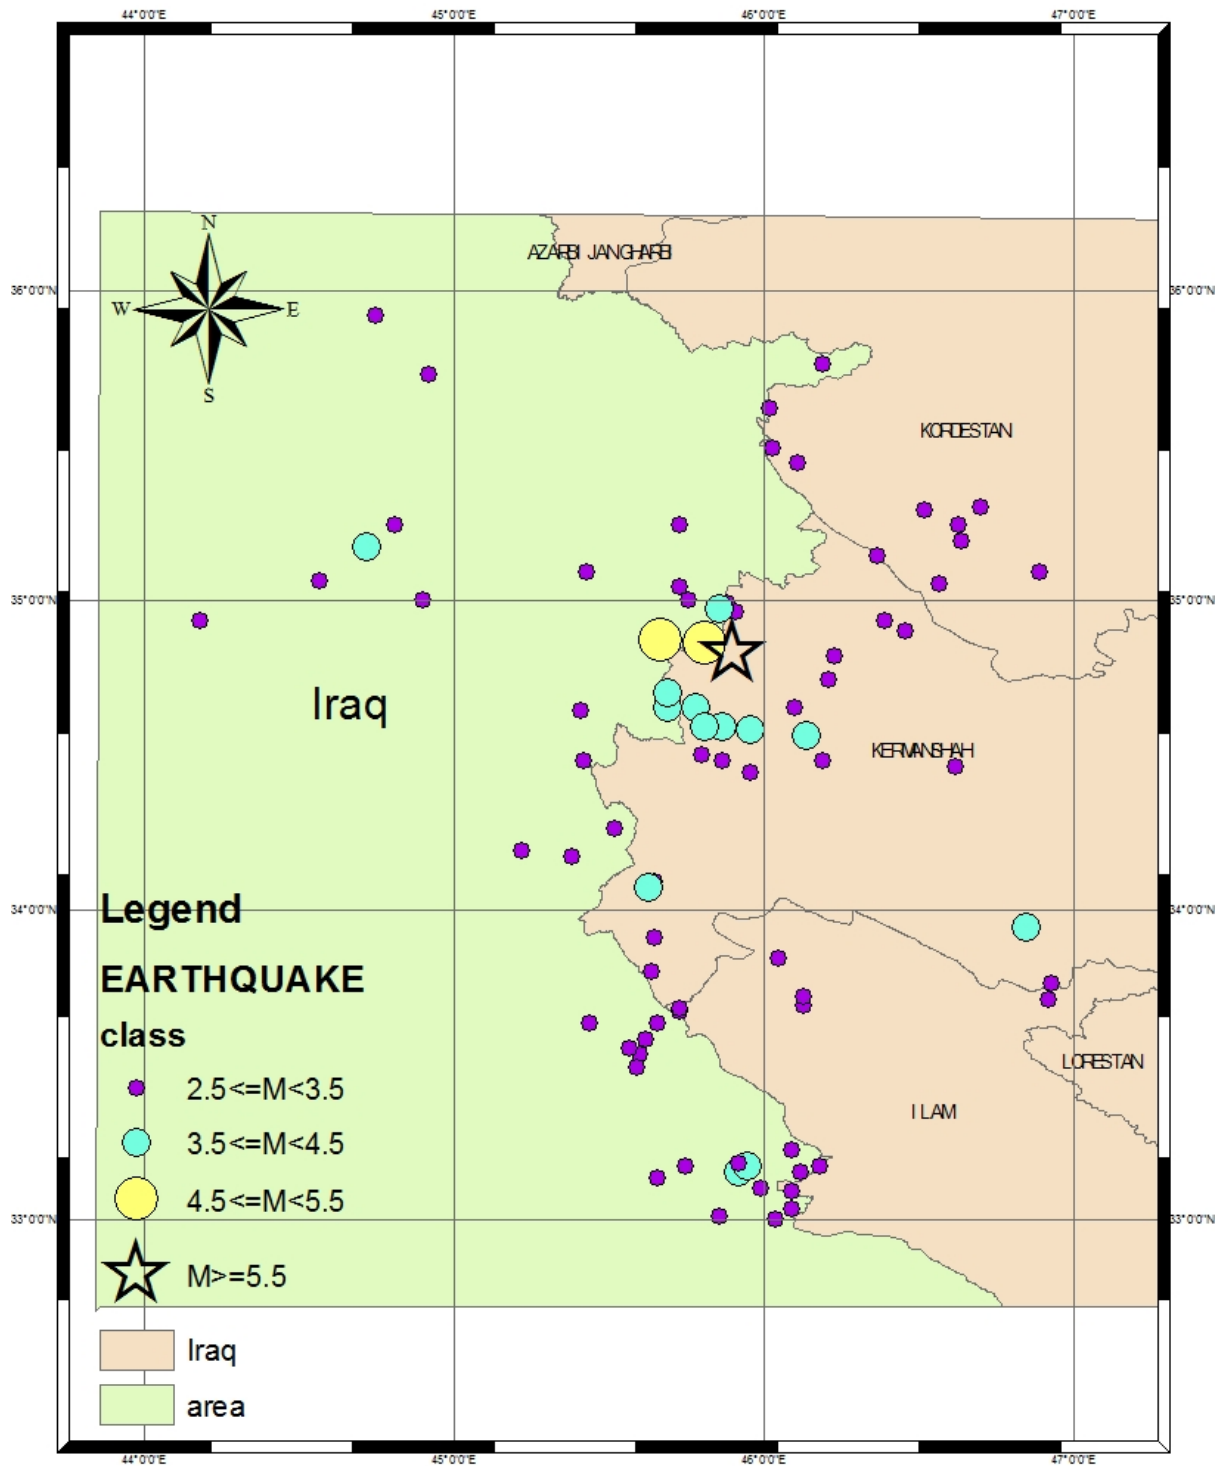 44°0'0"E 45°0'0"E 46°0'0"E 47°0'0"E
N
W E
S
AZARBI JANGHARBI
36°0'0"N 36°0'0"N
KORDESTAN
35°0'0"N 35°0'0"N
Iraq
KERMANSHAH
34°0'0"N 34°0'0"N
LORESTAN
ILAM
33°0'0"N 33°0'0"N
Legend
EARTHQUAKE
class
2.5<=M<3.5
3.5<=M<4.5
4.5<=M<5.5
M>=5.5
Iraq
area
44°0'0"E 45°0'0"E 46°0'0"E 47°0'0"E